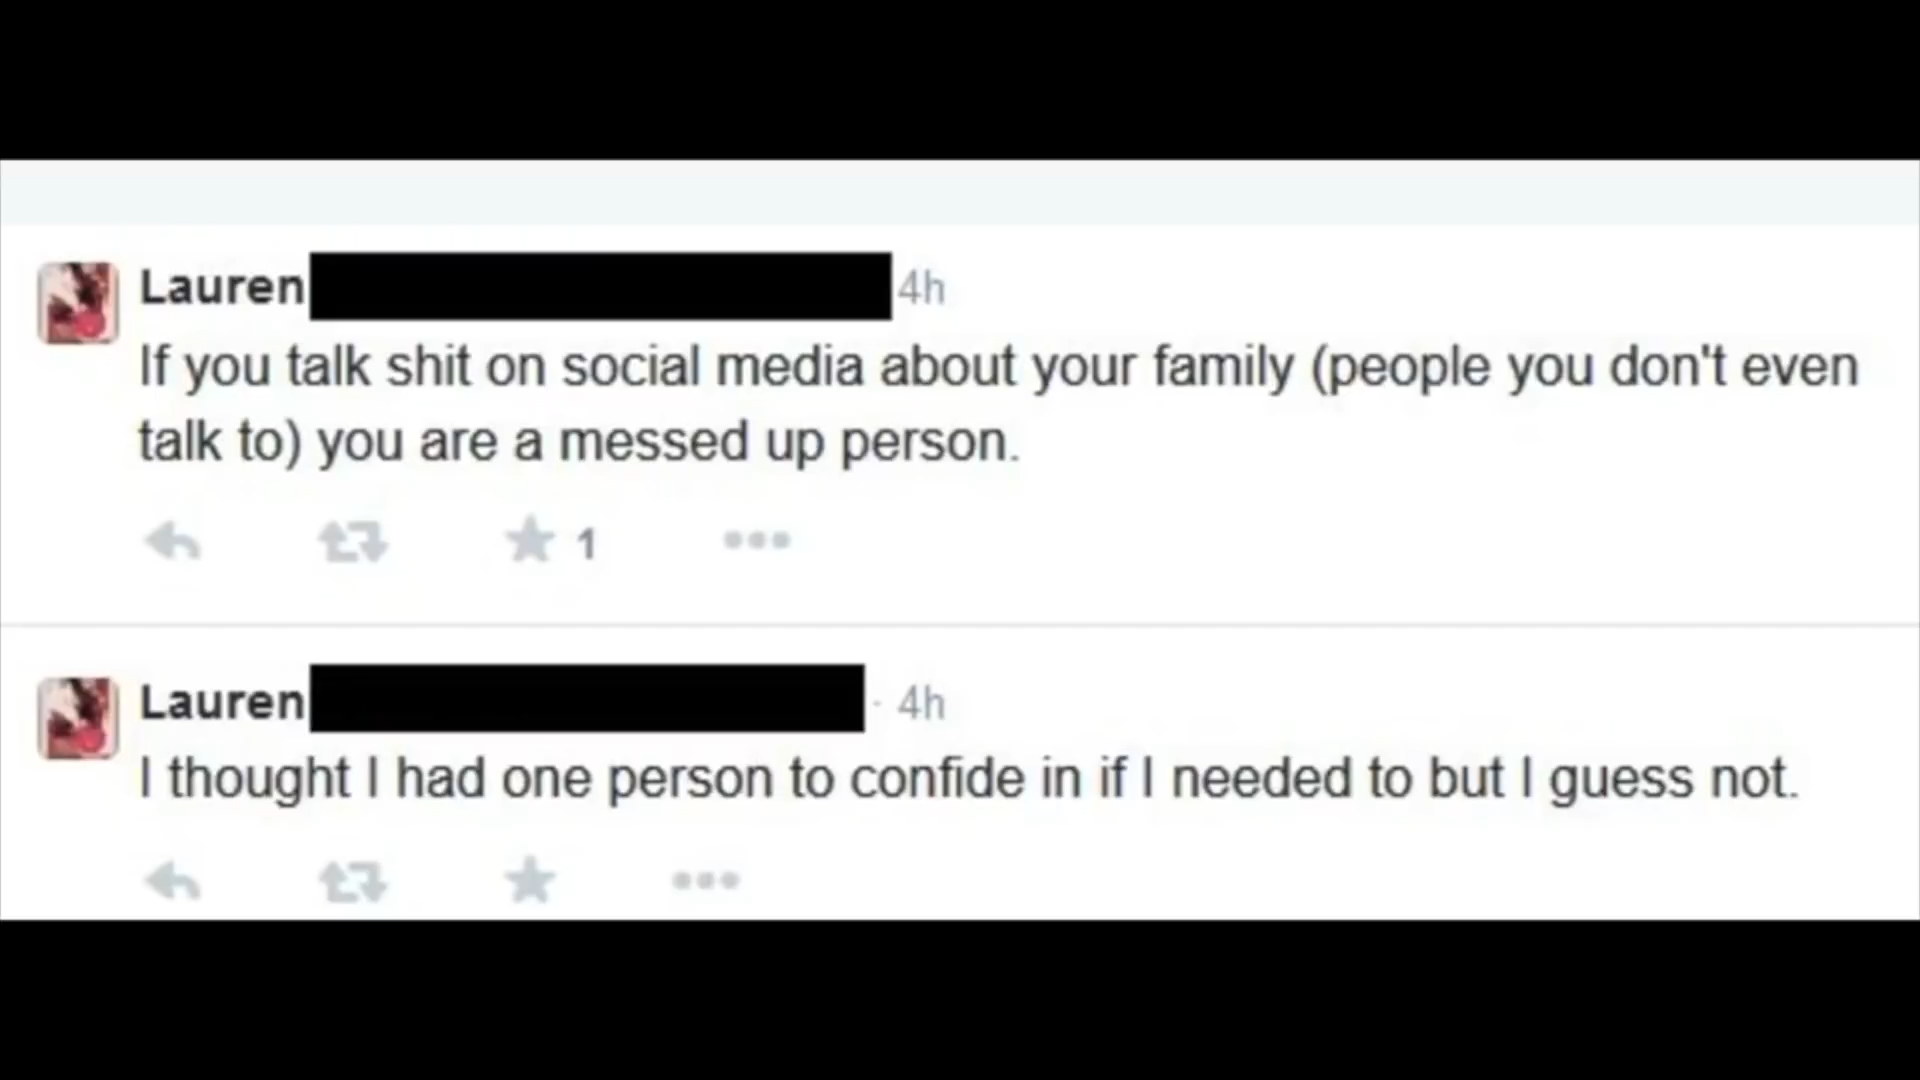 Lauren 4h
If you talk shit on social media about your family (people you don't even
talk to) you are a messed up person.
1
Lauren · 4h
I thought I had one person to confide in if I needed to but I guess not.